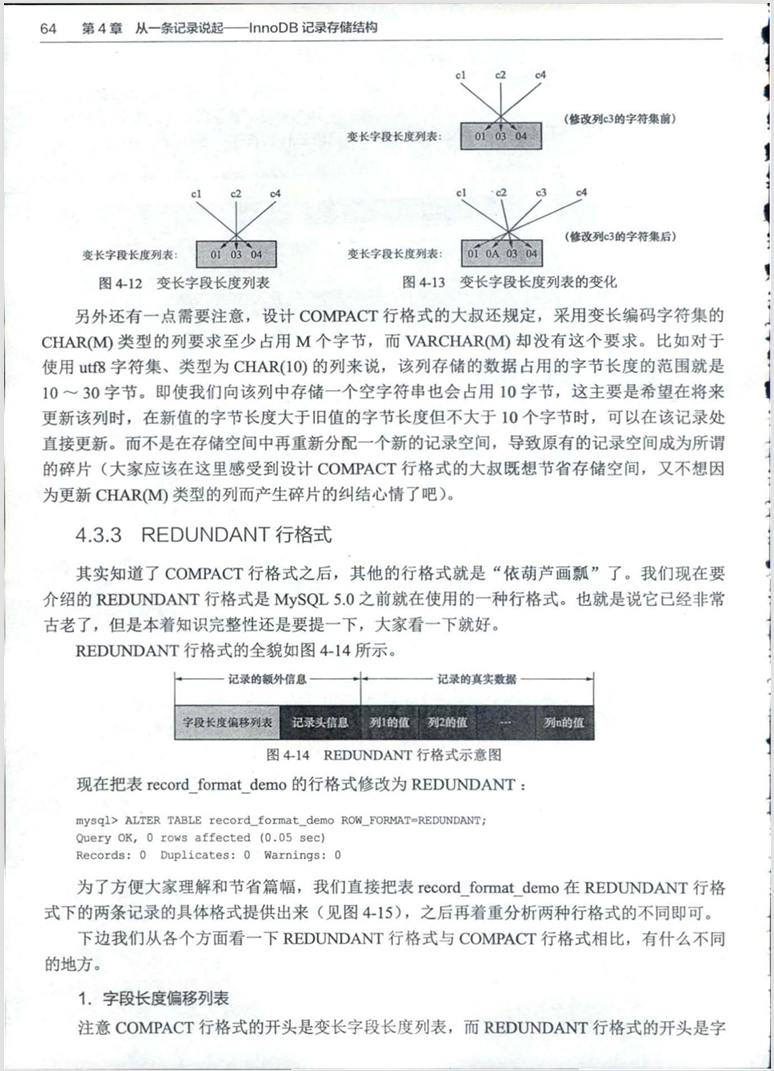 64 第 4 章 从一条记录说起——InnoDB 记录存储结构
c1 c2 c4
变长字段长度列表: 01 03 04 (修改列c3的字符集前)
c1 c2 c4
变长字段长度列表: 01 03 04
图 4-12 变长字段长度列表
c1 c2 c3 c4
变长字段长度列表: 01 0A 03 04 (修改列c3的字符集后)
图 4-13 变长字段长度列表的变化
另外还有一点需要注意，设计 COMPACT 行格式的大叔还规定，采用变长编码字符集的
CHAR(M) 类型的列要求至少占用 M 个字节，而 VARCHAR(M) 却没有这个要求。比如对于
使用 utf8 字符集、类型为 CHAR(10) 的列来说，该列存储的数据占用的字节长度的范围就是
10 ～ 30 字节。即使我们向该列中存储一个空字符串也会占用 10 字节，这主要是希望在将来
更新该列时，在新值的字节长度大于旧值的字节长度但不大于 10 个字节时，可以在该记录处
直接更新。而不是在存储空间中再重新分配一个新的记录空间，导致原有的记录空间成为所谓
的碎片（大家应该在这里感受到设计 COMPACT 行格式的大叔既想节省存储空间，又不想因
为更新 CHAR(M) 类型的列而产生碎片的纠结心情了吧）。
4.3.3 REDUNDANT 行格式
其实知道了 COMPACT 行格式之后，其他的行格式就是“依葫芦画瓢”了。我们现在要
介绍的 REDUNDANT 行格式是 MySQL 5.0 之前就在使用的一种行格式。也就是说它已经非常
古老了，但是本着知识完整性还是要提一下，大家看一下就好。
REDUNDANT 行格式的全貌如图 4-14 所示。
记录的额外信息 记录的真实数据
字段长度偏移列表 记录头信息 列1的值 列2的值 ... 列n的值
图 4-14 REDUNDANT 行格式示意图
现在把表 record_format_demo 的行格式修改为 REDUNDANT：
mysql> ALTER TABLE record_format_demo ROW_FORMAT=REDUNDANT;
Query OK, 0 rows affected (0.05 sec)
Records: 0 Duplicates: 0 Warnings: 0
为了方便大家理解和节省篇幅，我们直接把表 record_format_demo 在 REDUNDANT 行格
式下的两条记录的具体格式提供出来（见图 4-15），之后再着重分析两种行格式的不同即可。
下边我们从各个方面看一下 REDUNDANT 行格式与 COMPACT 行格式相比，有什么不同
的地方。
1．字段长度偏移列表
注意 COMPACT 行格式的开头是变长字段长度列表，而 REDUNDANT 行格式的开头是字